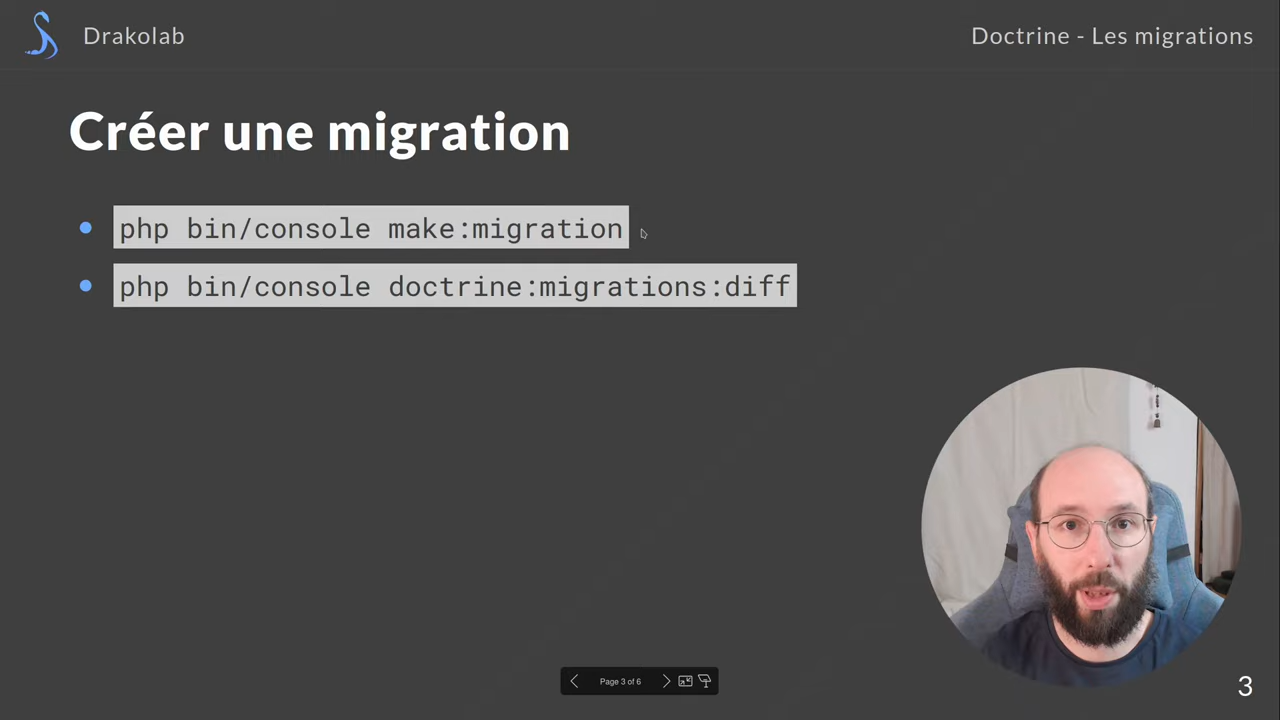 Drakolab
Doctrine - Les migrations
Créer une migration
php bin/console make:migration
php bin/console doctrine:migrations:diff
Page 3 of 6
3